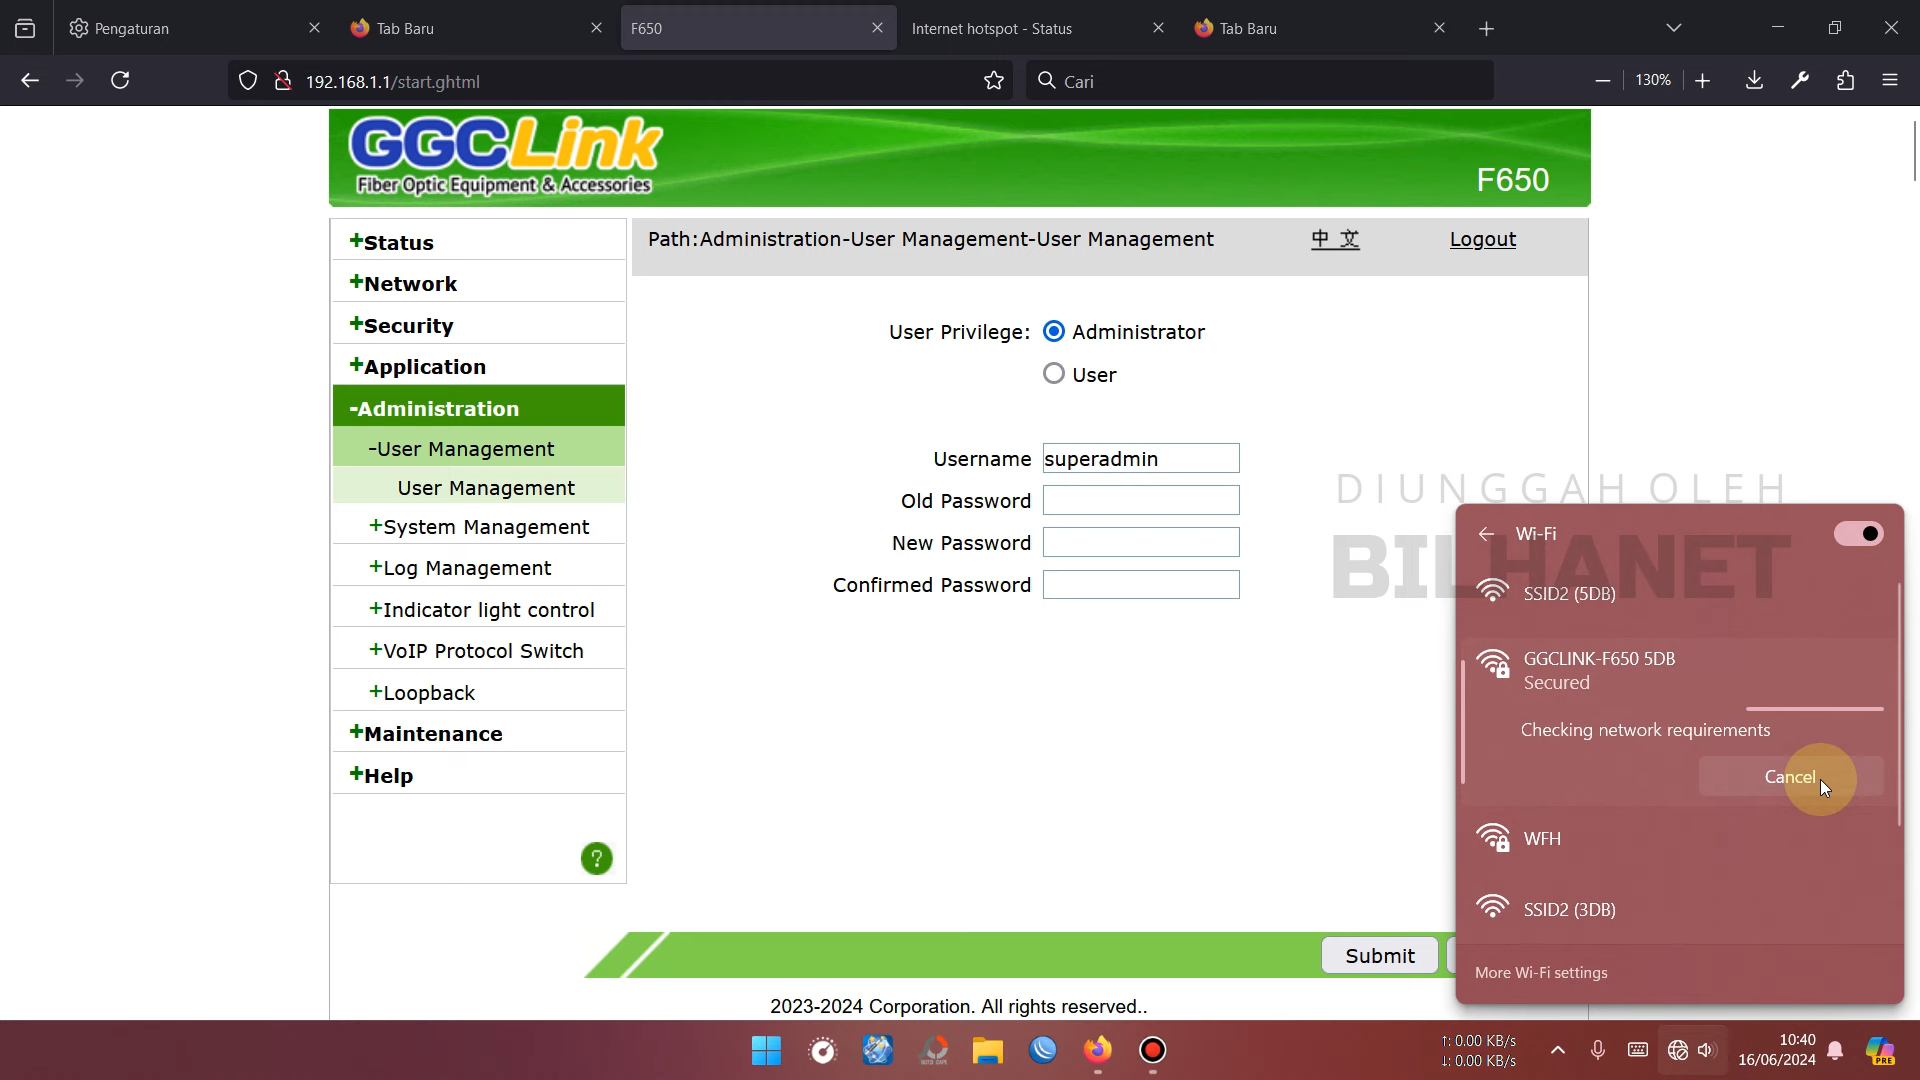 Pengaturan
Tab Baru
F650
Internet hotspot - Status
Tab Baru
192.168.1.1/start.ghtml
Cari
130%
GGCLink
Fiber Optic Equipment & Accessories
F650
+Status
+Network
+Security
+Application
-Administration
-User Management
User Management
+System Management
+Log Management
+Indicator light control
+VoIP Protocol Switch
+Loopback
+Maintenance
+Help
?
Path:Administration-User Management-User Management
中 文
Logout
User Privilege:
Administrator
User
Username
superadmin
Old Password
New Password
Confirmed Password
Submit
2023-2024 Corporation. All rights reserved..
DIUNGGAH OLEH
BILHANET
Wi-Fi
SSID2 (5DB)
GGCLINK-F650 5DB
Secured
Checking network requirements
Cancel
WFH
SSID2 (3DB)
More Wi-Fi settings
↑: 0.00 KB/s
↓: 0.00 KB/s
10:40
16/06/2024
PRE